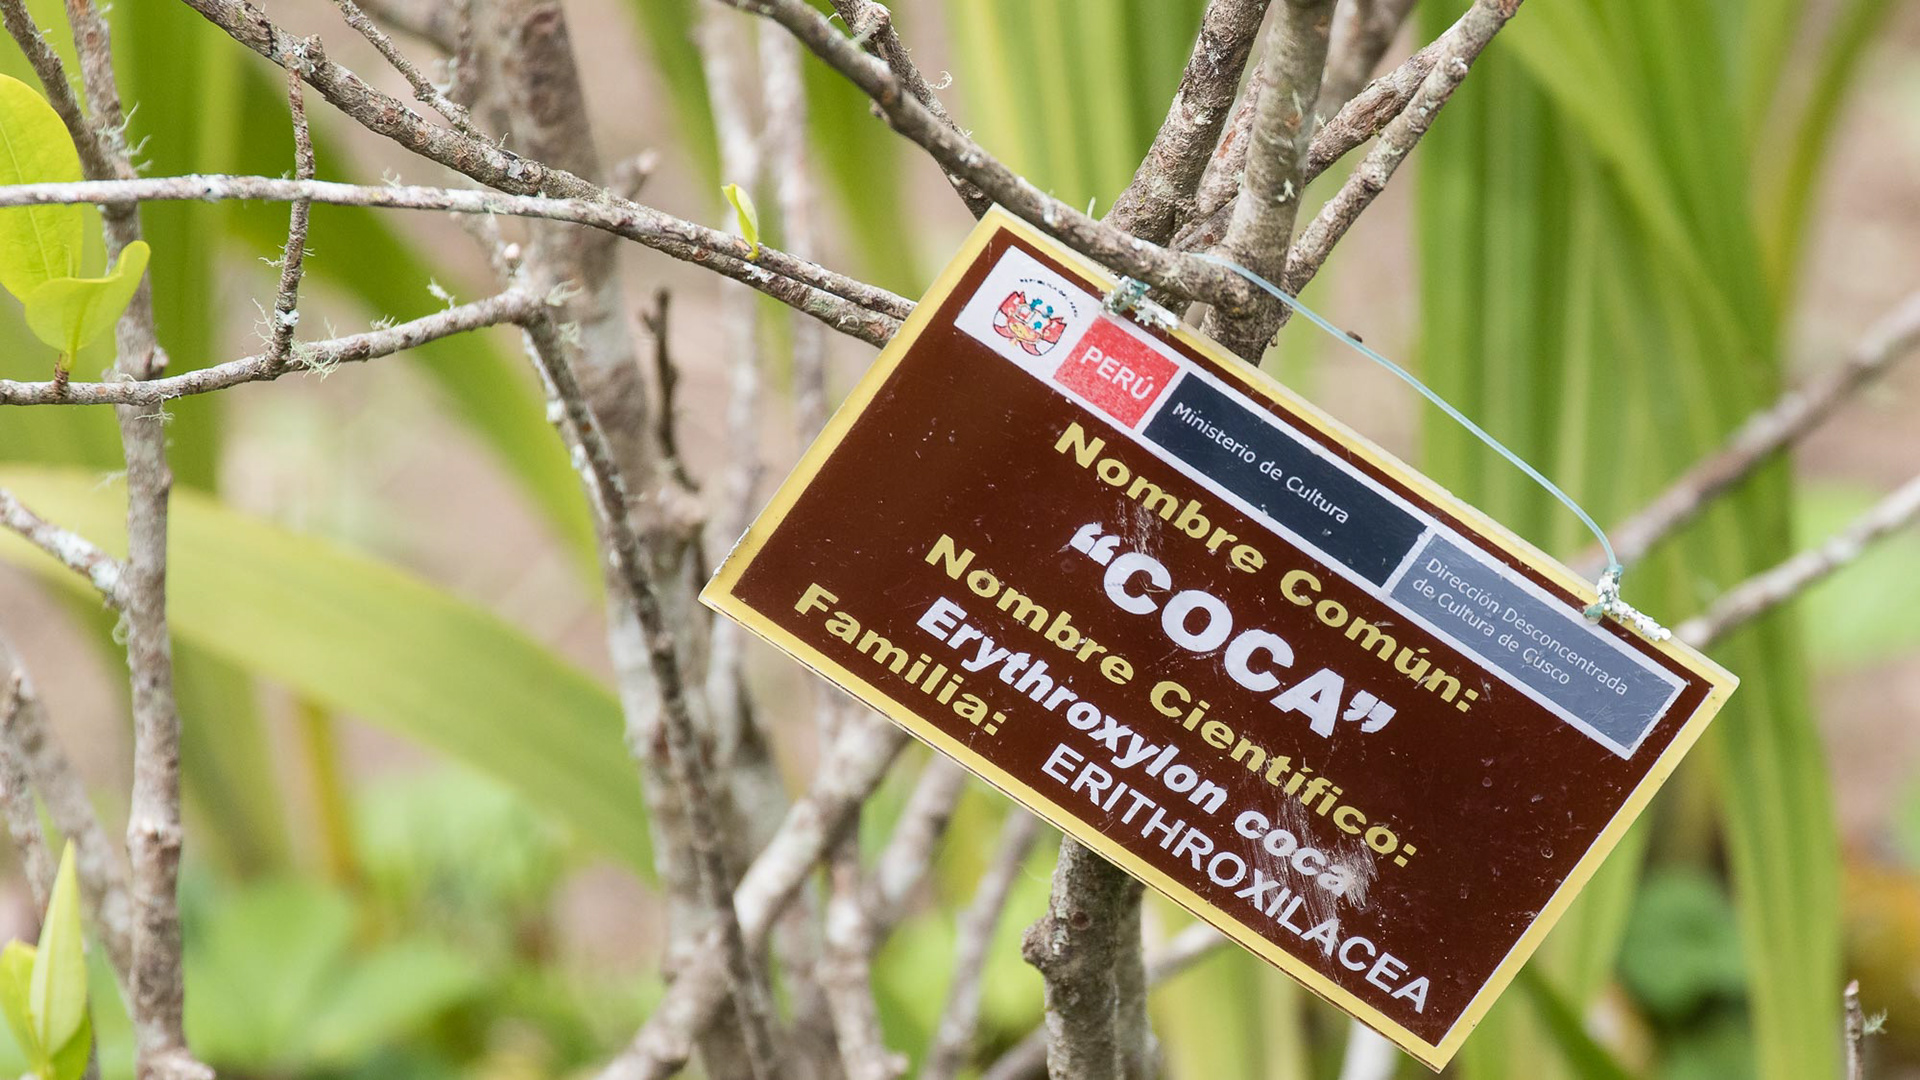 PERÚ
Ministerio de Cultura
Dirección Desconcentrada
de Cultura de Cusco
Nombre Común:
“COCA”
Nombre Científico:
Erythroxylon coca
Familia:
ERITHROXILACEA